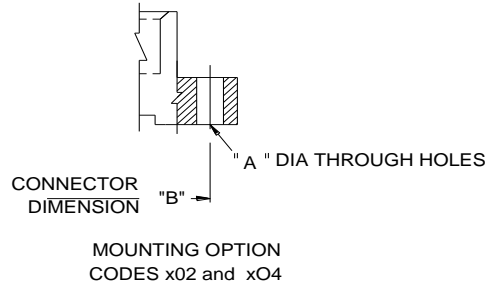 " A " DIA THROUGH HOLES
CONNECTOR
DIMENSION "B"
MOUNTING OPTION
CODES x02 and xO4